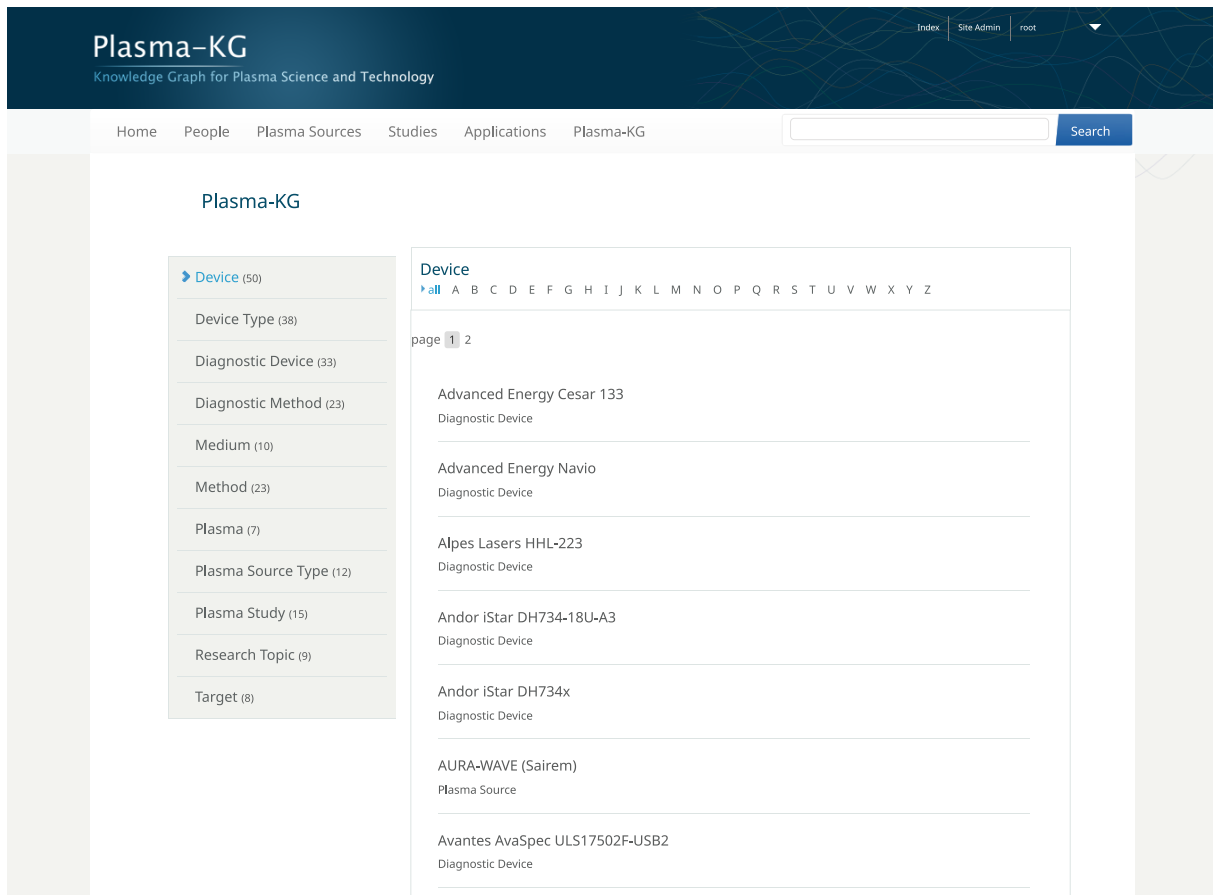 Plasma–KG
Knowledge Graph for Plasma Science and Technology
Index Site Admin root
Home People Plasma Sources Studies Applications Plasma-KG
Search
Plasma-KG
Device (50)
Device Type (38)
Diagnostic Device (33)
Diagnostic Method (23)
Medium (10)
Method (23)
Plasma (7)
Plasma Source Type (12)
Plasma Study (15)
Research Topic (9)
Target (8)
Device
all A B C D E F G H I J K L M N O P Q R S T U V W X Y Z
page 1 2
Advanced Energy Cesar 133
Diagnostic Device
Advanced Energy Navio
Diagnostic Device
Alpes Lasers HHL-223
Diagnostic Device
Andor iStar DH734-18U-A3
Diagnostic Device
Andor iStar DH734x
Diagnostic Device
AURA-WAVE (Sairem)
Plasma Source
Avantes AvaSpec ULS17502F-USB2
Diagnostic Device